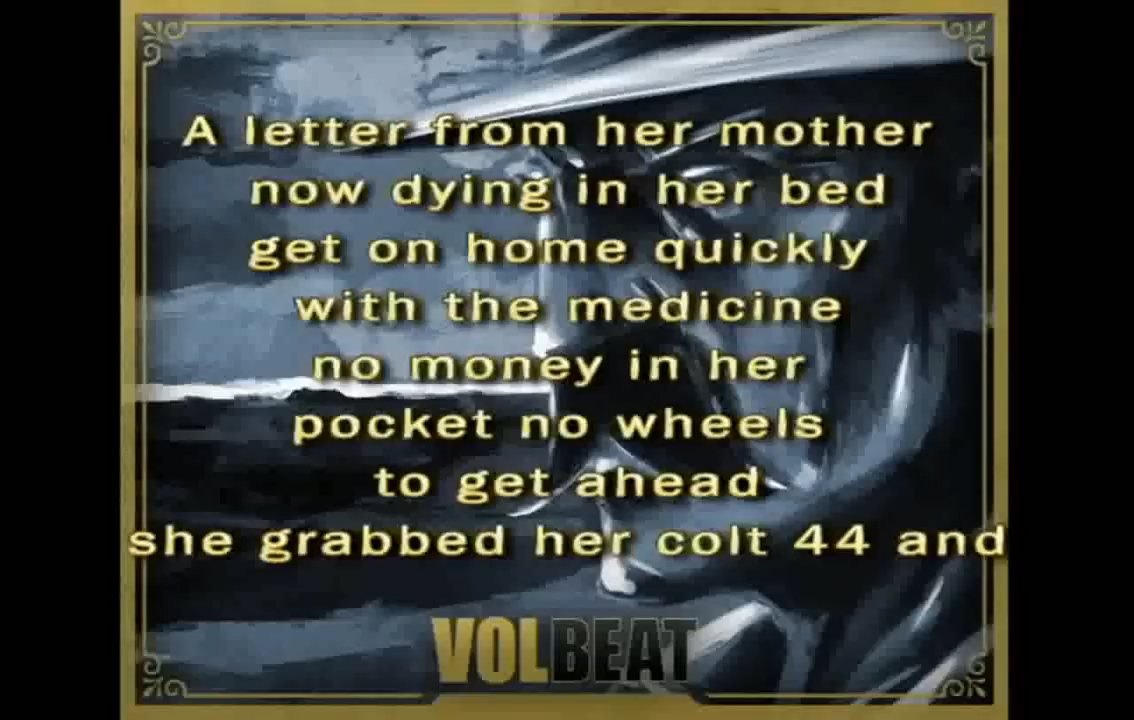 A letter from her mother
now dying in her bed
get on home quickly
with the medicine
no money in her
pocket no wheels
to get ahead
she grabbed her colt 44 and
VOLBEAT